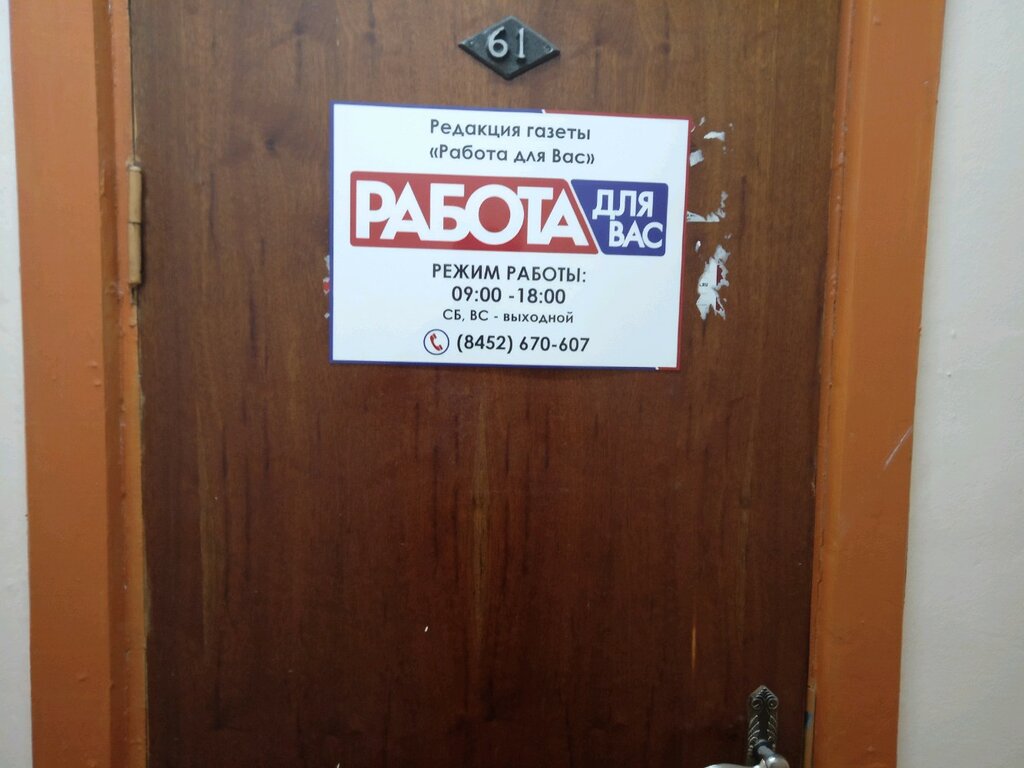 61
Редакция газеты
«Работа для Вас»
РАБОТА ДЛЯ ВАС
РЕЖИМ РАБОТЫ:
09:00 -18:00
СБ, ВС - выходной
(8452) 670-607